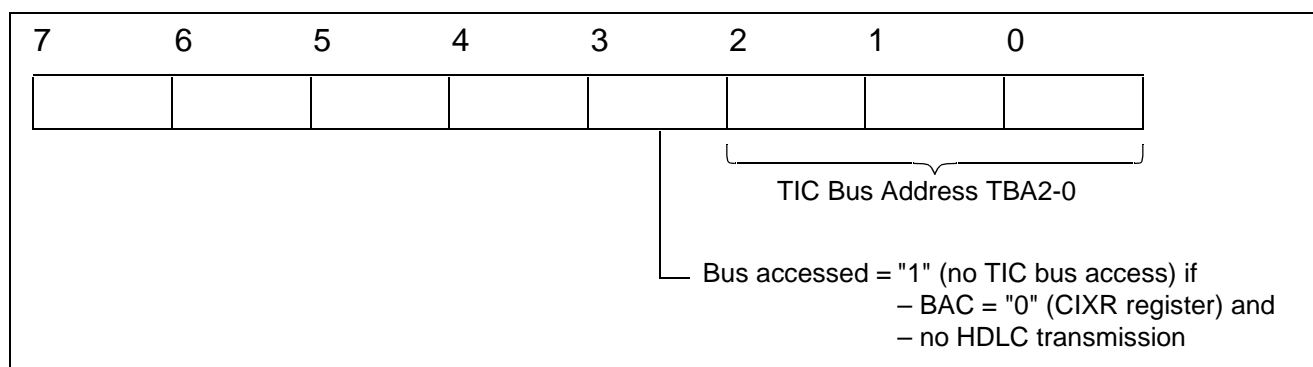 7 6 5 4 3 2 1 0
TIC Bus Address TBA2-0
Bus accessed = "1" (no TIC bus access) if
– BAC = "0" (CIXR register) and
– no HDLC transmission